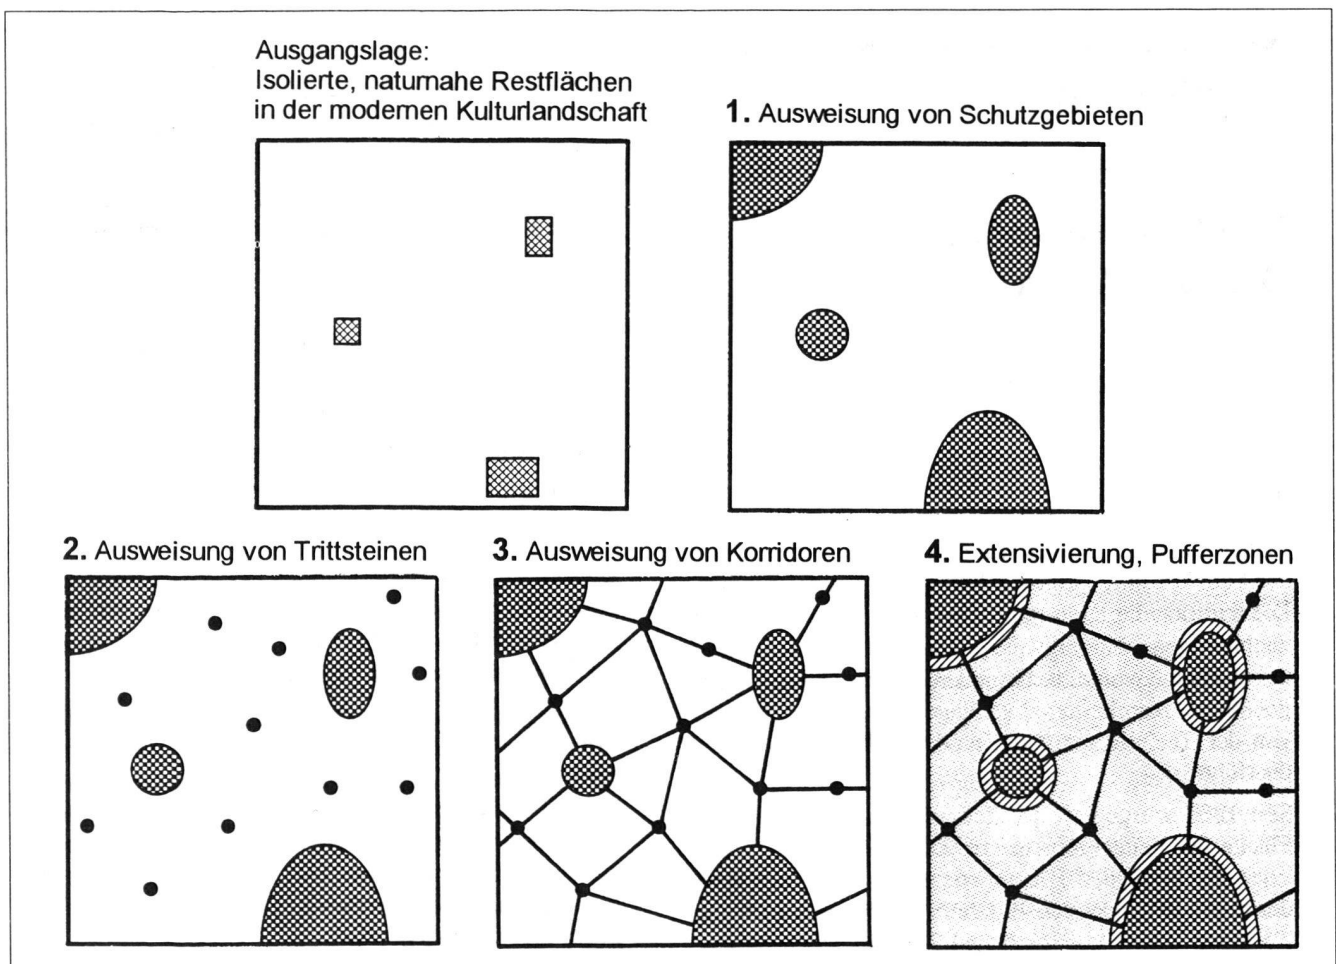 Ausgangslage:
Isolierte, naturnahe Restflächen
in der modernen Kulturlandschaft
1. Ausweisung von Schutzgebieten
2. Ausweisung von Trittsteinen
3. Ausweisung von Korridoren
4. Extensivierung, Pufferzonen